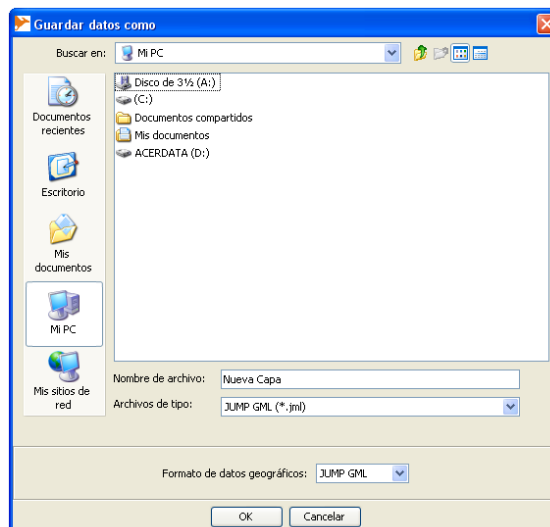 Guardar datos como
Buscar en:
Mi PC
Documentos
recientes
Escritorio
Mis
documentos
Mi PC
Mis sitios de
red
Disco de 3½ (A:)
(C:)
Documentos compartidos
Mis documentos
ACERDATA (D:)
Nombre de archivo:
Nueva Capa
Archivos de tipo:
JUMP GML (*.jml)
Formato de datos geográficos:
JUMP GML
OK
Cancelar